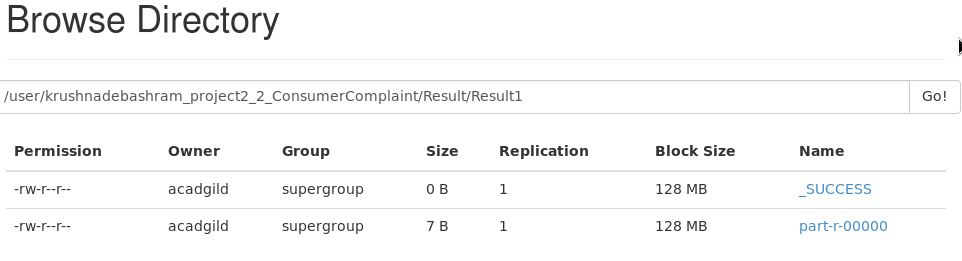 Browse Directory
/user/krushnadebashram_project2_2_ConsumerComplaint/Result/Result1 Go!
Permission Owner Group Size Replication Block Size Name
-rw-r--r-- acadgild supergroup 0 B 1 128 MB _SUCCESS
-rw-r--r-- acadgild supergroup 7 B 1 128 MB part-r-00000